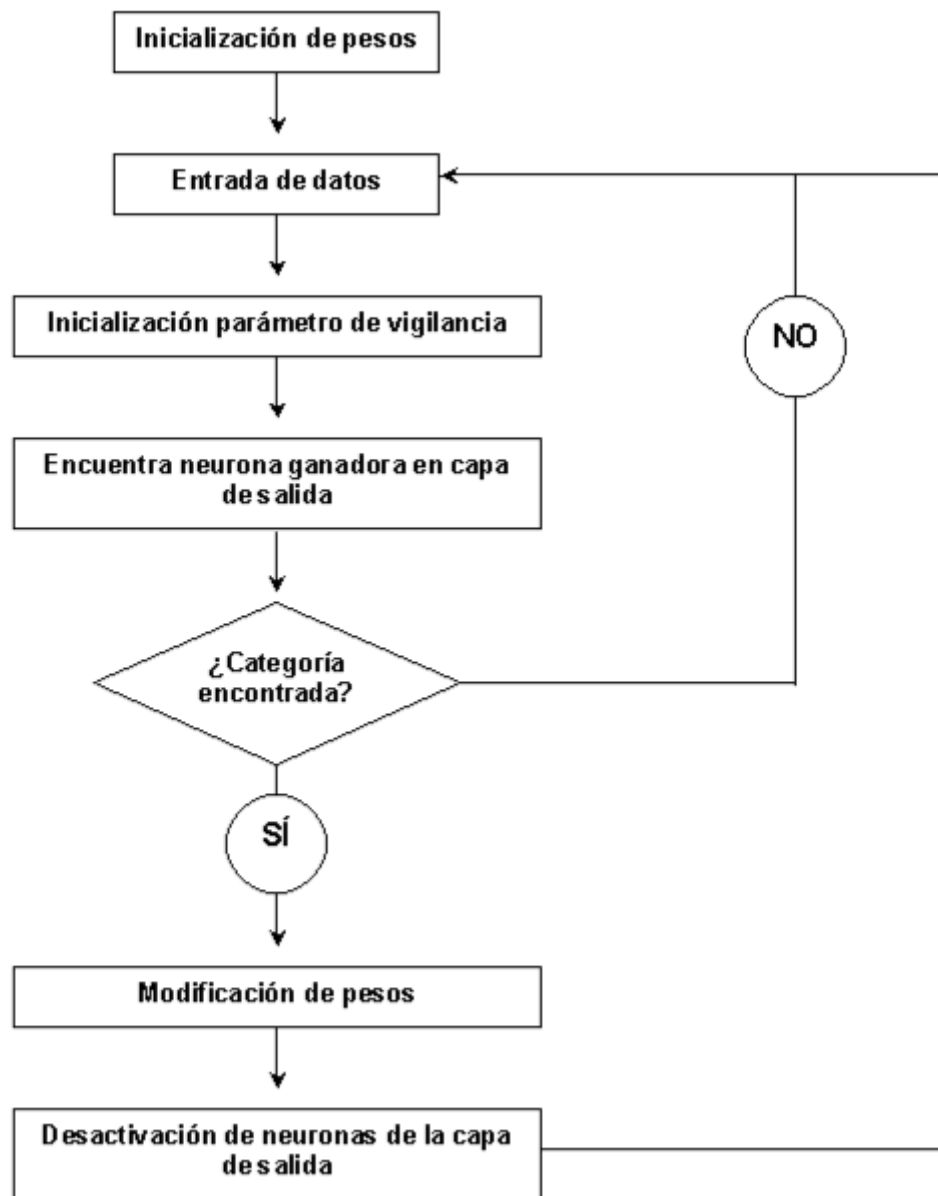 Inicialización de pesos
Entrada de datos
Inicialización parámetro de vigilancia
NO
Encuentra neurona ganadora en capa
de salida
¿Categoría
encontrada?
SÍ
Modificación de pesos
Desactivación de neuronas de la capa
de salida